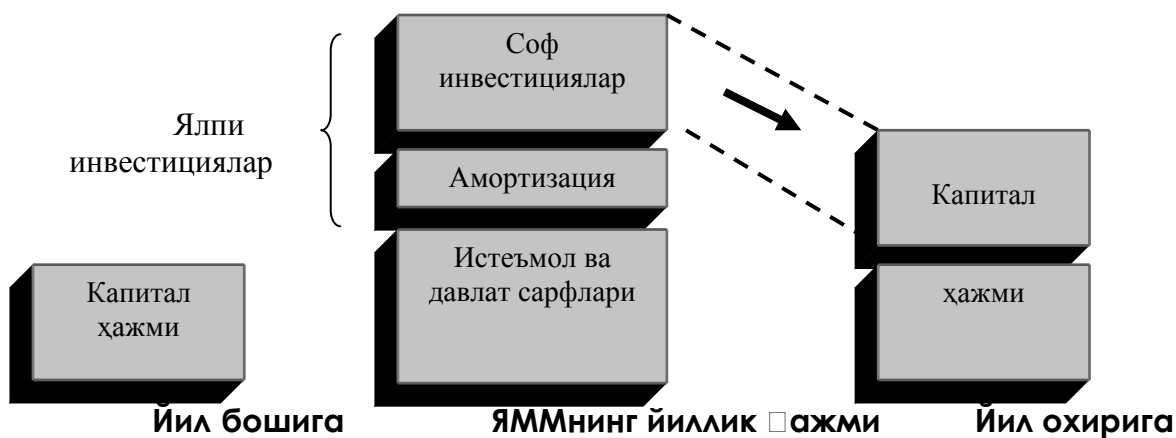 Соф
инвестициялар
Ялпи
инвестициялар
Амортизация
Капитал
Истеъмол ва
давлат сарфлари
Капитал
ҳажми
ҳажми
Йил бошига
ЯММнинг йиллик □ажми
Йил охирига